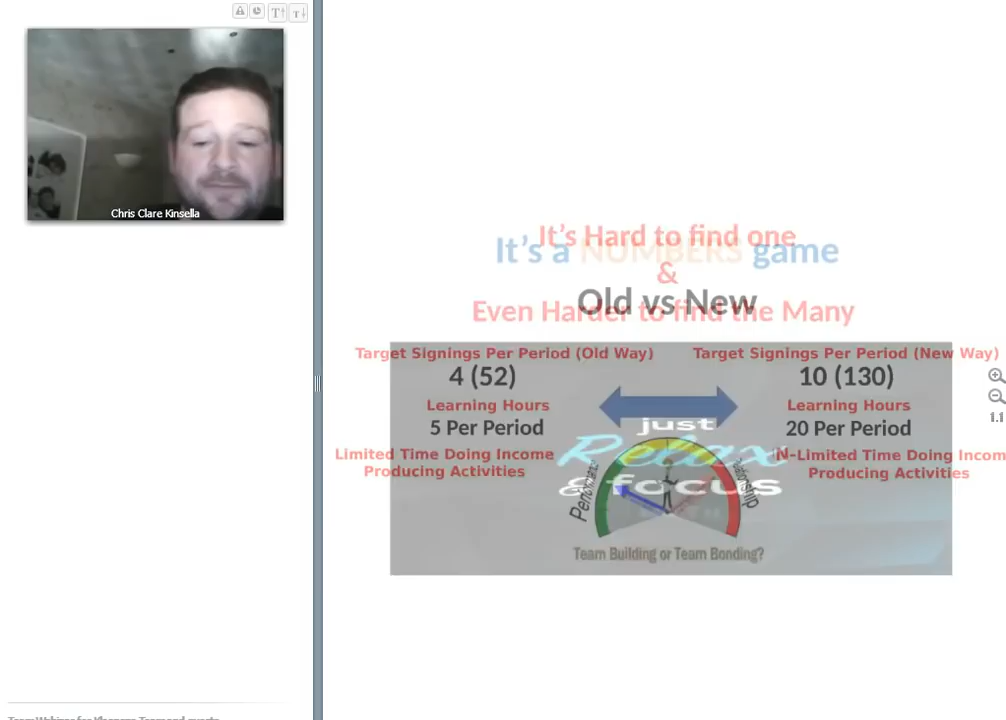 Chris Clare Kinsella
It's Hard to find one
It's a NUMBERS game
&
Old vs New
Even Harder to find the Many
Target Signings Per Period (Old Way)
4 (52)
Learning Hours
5 Per Period
Limited Time Doing Income
Producing Activities
Target Signings Per Period (New Way)
10 (130)
Learning Hours
20 Per Period
N-Limited Time Doing Incom
Producing Activities
just
Relax
& focus
Performance
Relationship
Team Building or Team Bonding?
1:1